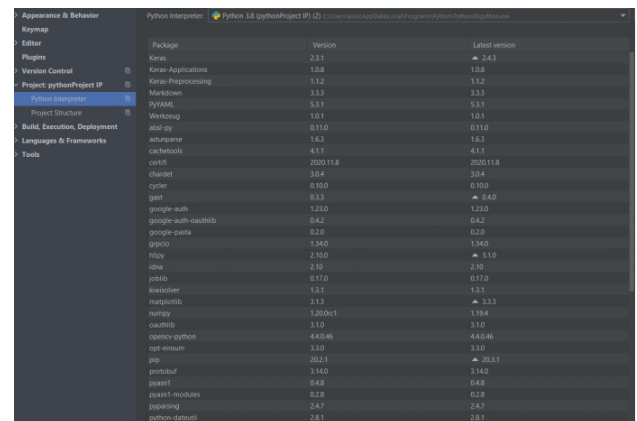 Appearance & Behavior
Keymap
Editor
Plugins
Version Control
Project: pythonProject IP
Python Interpreter
Project Structure
Build, Execution, Deployment
Languages & Frameworks
Tools
Python Interpreter: Python 3.8 (pythonProject IP) (2)
Package Version Latest version
Keras 2.3.1 2.4.3
Keras-Applications 1.0.8 1.0.8
Keras-Preprocessing 1.1.2 1.1.2
Markdown 3.3.3 3.3.3
PyYAML 5.3.1 5.3.1
Werkzeug 1.0.1 1.0.1
absl-py 0.11.0 0.11.0
astunparse 1.6.3 1.6.3
cachetools 4.1.1 4.1.1
certifi 2020.11.8 2020.11.8
chardet 3.0.4 3.0.4
cycler 0.10.0 0.10.0
gast 0.3.3 0.4.0
google-auth 1.23.0 1.23.0
google-auth-oauthlib 0.4.2 0.4.2
google-pasta 0.2.0 0.2.0
grpcio 1.34.0 1.34.0
h5py 2.10.0 3.1.0
idna 2.10 2.10
joblib 0.17.0 0.17.0
kiwisolver 1.3.1 1.3.1
matplotlib 3.1.3 3.3.3
numpy 1.20.0rc1 1.19.4
oauthlib 3.1.0 3.1.0
opencv-python 4.4.0.46 4.4.0.46
opt-einsum 3.3.0 3.3.0
pip 20.2.1 20.3.1
protobuf 3.14.0 3.14.0
pyasn1 0.4.8 0.4.8
pyasn1-modules 0.2.8 0.2.8
pyparsing 2.4.7 2.4.7
python-dateutil 2.8.1 2.8.1